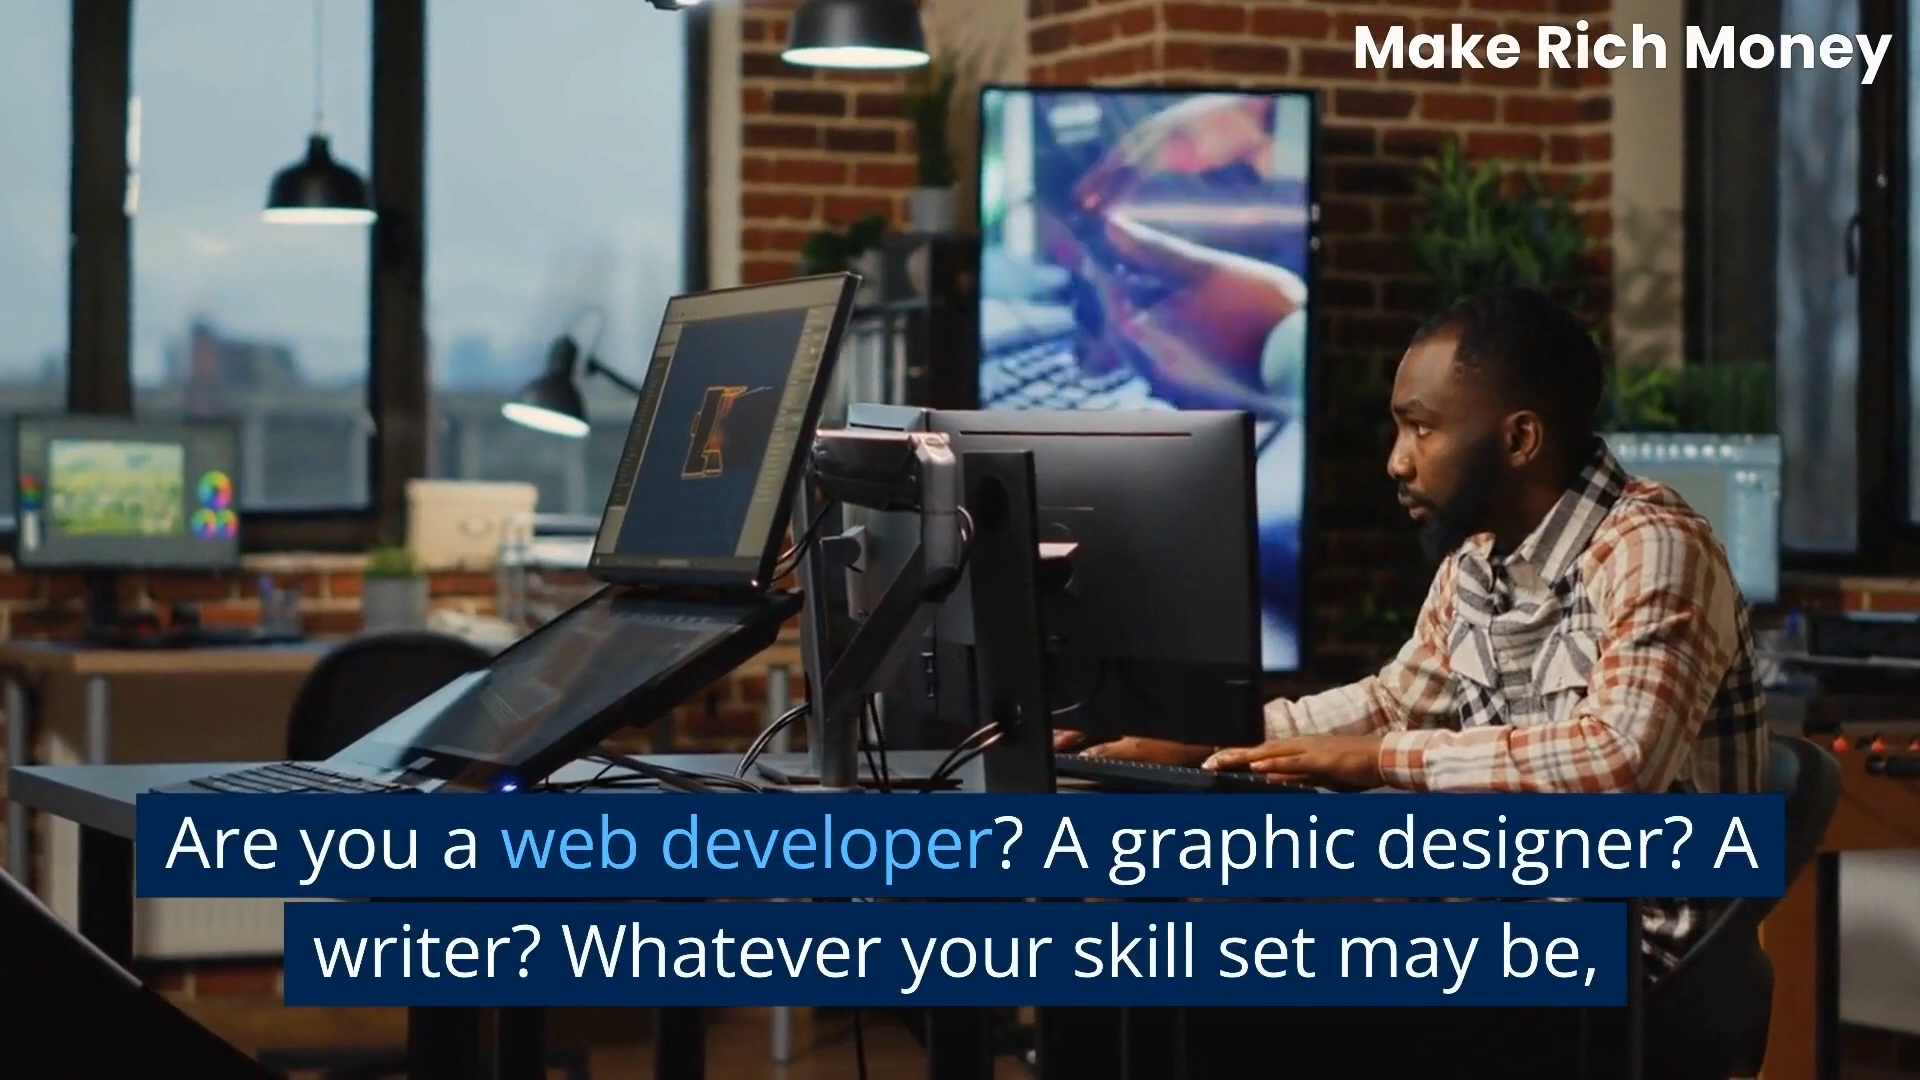 Make Rich Money
Are you a web developer? A graphic designer? A
writer? Whatever your skill set may be,